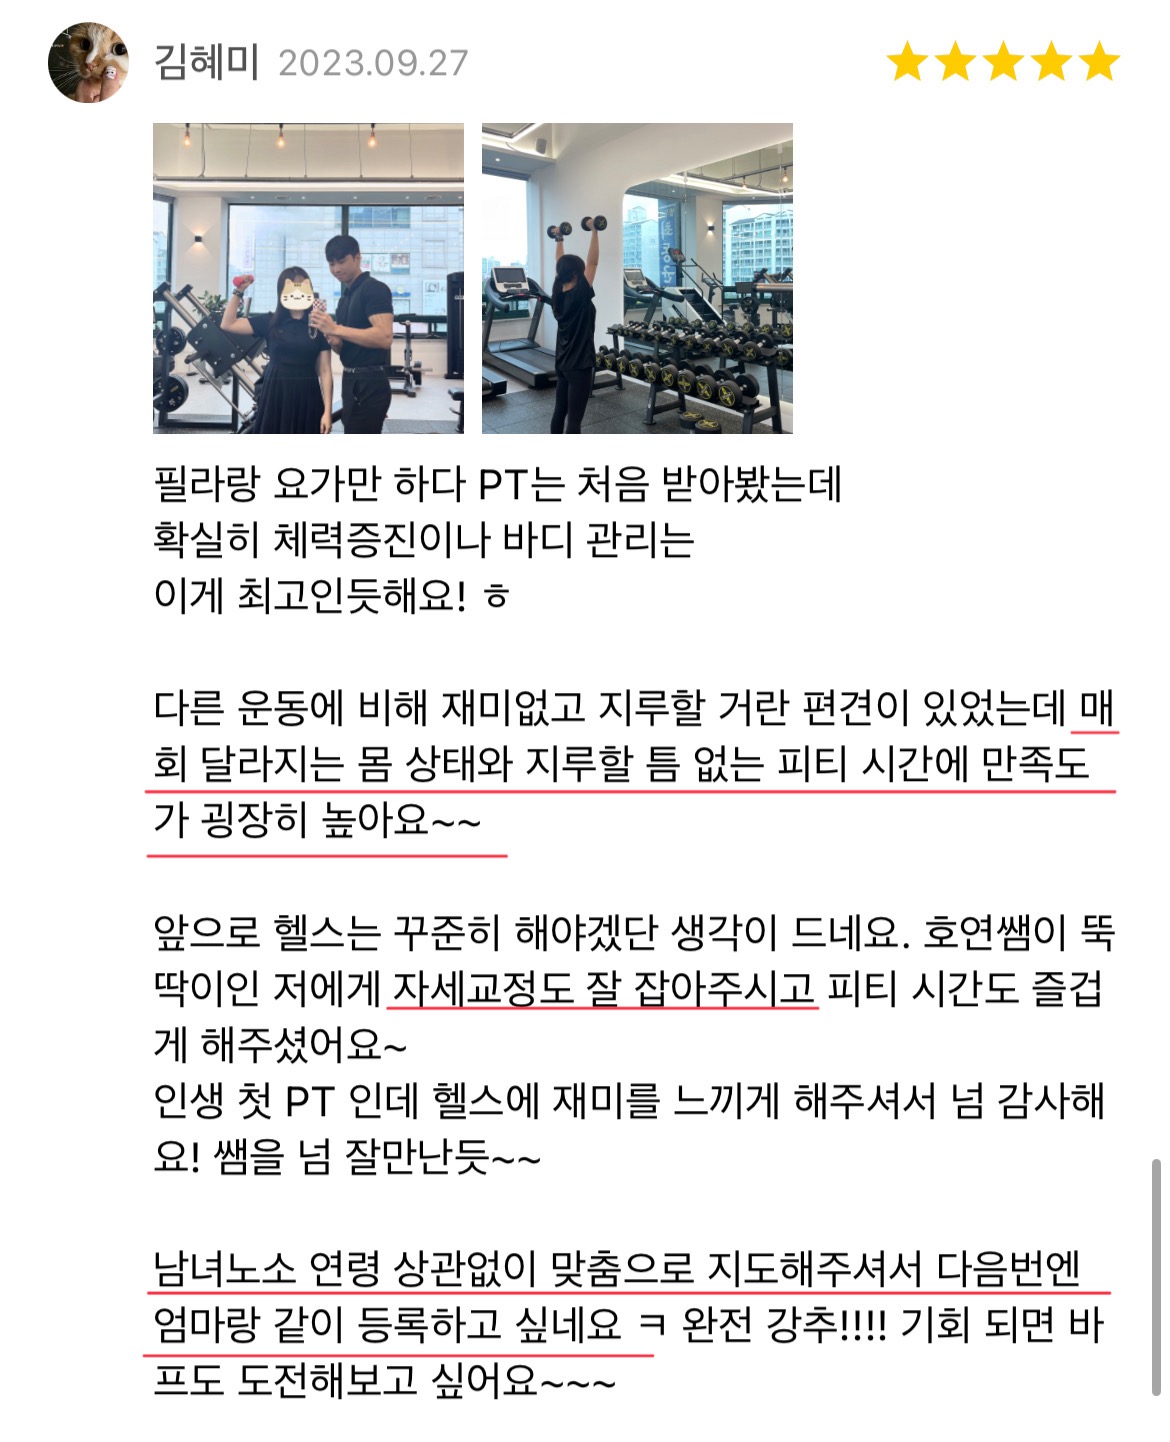 김혜미 2023.09.27
필라랑 요가만 하다 PT는 처음 받아봤는데
확실히 체력증진이나 바디 관리는
이게 최고인듯해요! ㅎ
다른 운동에 비해 재미없고 지루할 거란 편견이 있었는데 매
회 달라지는 몸 상태와 지루할 틈 없는 피티 시간에 만족도
가 굉장히 높아요~~
앞으로 헬스는 꾸준히 해야겠단 생각이 드네요. 호연쌤이 뚝
딱이인 저에게 자세교정도 잘 잡아주시고 피티 시간도 즐겁
게 해주셨어요~
인생 첫 PT 인데 헬스에 재미를 느끼게 해주셔서 넘 감사해
요! 쌤을 넘 잘만난듯~~
남녀노소 연령 상관없이 맞춤으로 지도해주셔서 다음번엔
엄마랑 같이 등록하고 싶네요 ㅋ 완전 강추!!!! 기회 되면 바
프도 도전해보고 싶어요~~~